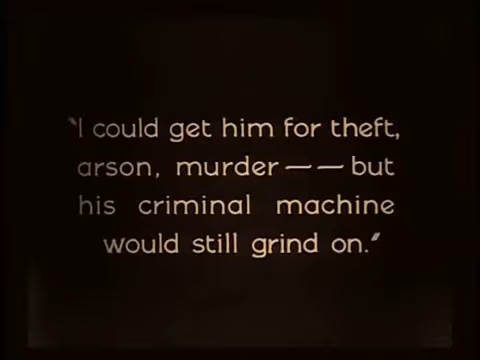 "I could get him for theft,
arson, murder — — but
his criminal machine
would still grind on."